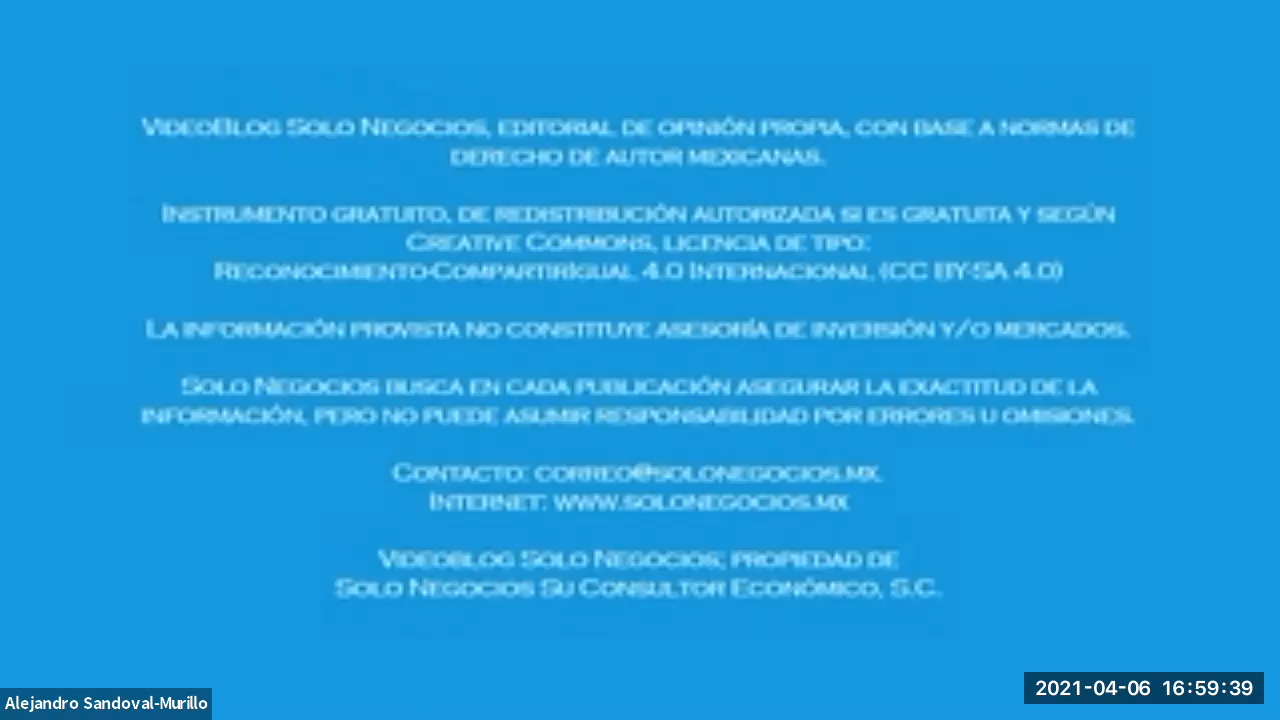 VideoBlog Solo Negocios, editorial de opinión propia, con base a normas de
derecho de autor mexicanas.
Instrumento gratuito, de redistribución autorizada si es gratuita y según
Creative Commons, licencia de tipo:
Reconocimiento-CompartirIgual 4.0 Internacional (CC BY-SA 4.0)
La información provista no constituye asesoría de inversión y/o mercados.
Solo Negocios busca en cada publicación asegurar la exactitud de la
información, pero no puede asumir responsabilidad por errores u omisiones.
Contacto: correo@solonegocios.mx.
Internet: www.solonegocios.mx
Videoblog Solo Negocios; propiedad de
Solo Negocios Su Consultor Económico, S.C.
Alejandro Sandoval-Murillo
2021-04-06 16:59:39